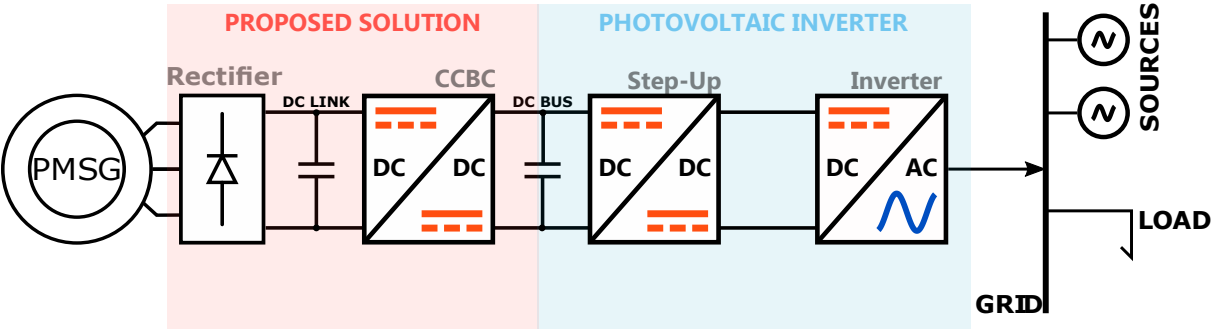 PROPOSED SOLUTION
PHOTOVOLTAIC INVERTER
Rectifier
CCBC
Step-Up
Inverter
DC LINK
DC BUS
PMSG
DC
DC
DC
DC
DC
AC
SOURCES
LOAD
GRID